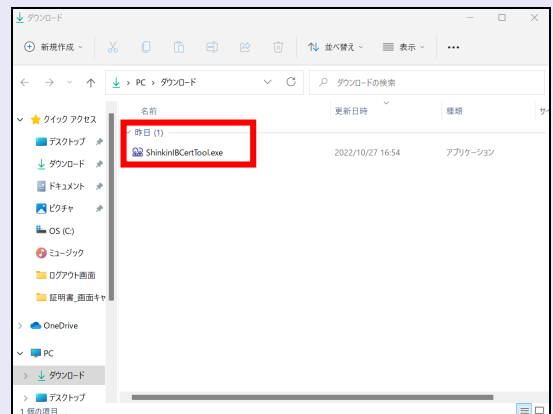 ダウンロード
新規作成
並べ替え
表示
PC › ダウンロード
ダウンロードの検索
名前
更新日時
種類
クイック アクセス
デスクトップ
ダウンロード
ドキュメント
ピクチャ
OS (C:)
ミュージック
ログアウト画面
証明書_画面キャ
OneDrive
PC
ダウンロード
デスクトップ
昨日 (1)
ShinkinIBCertTool.exe
2022/10/27 16:54
アプリケーション
1 個の項目